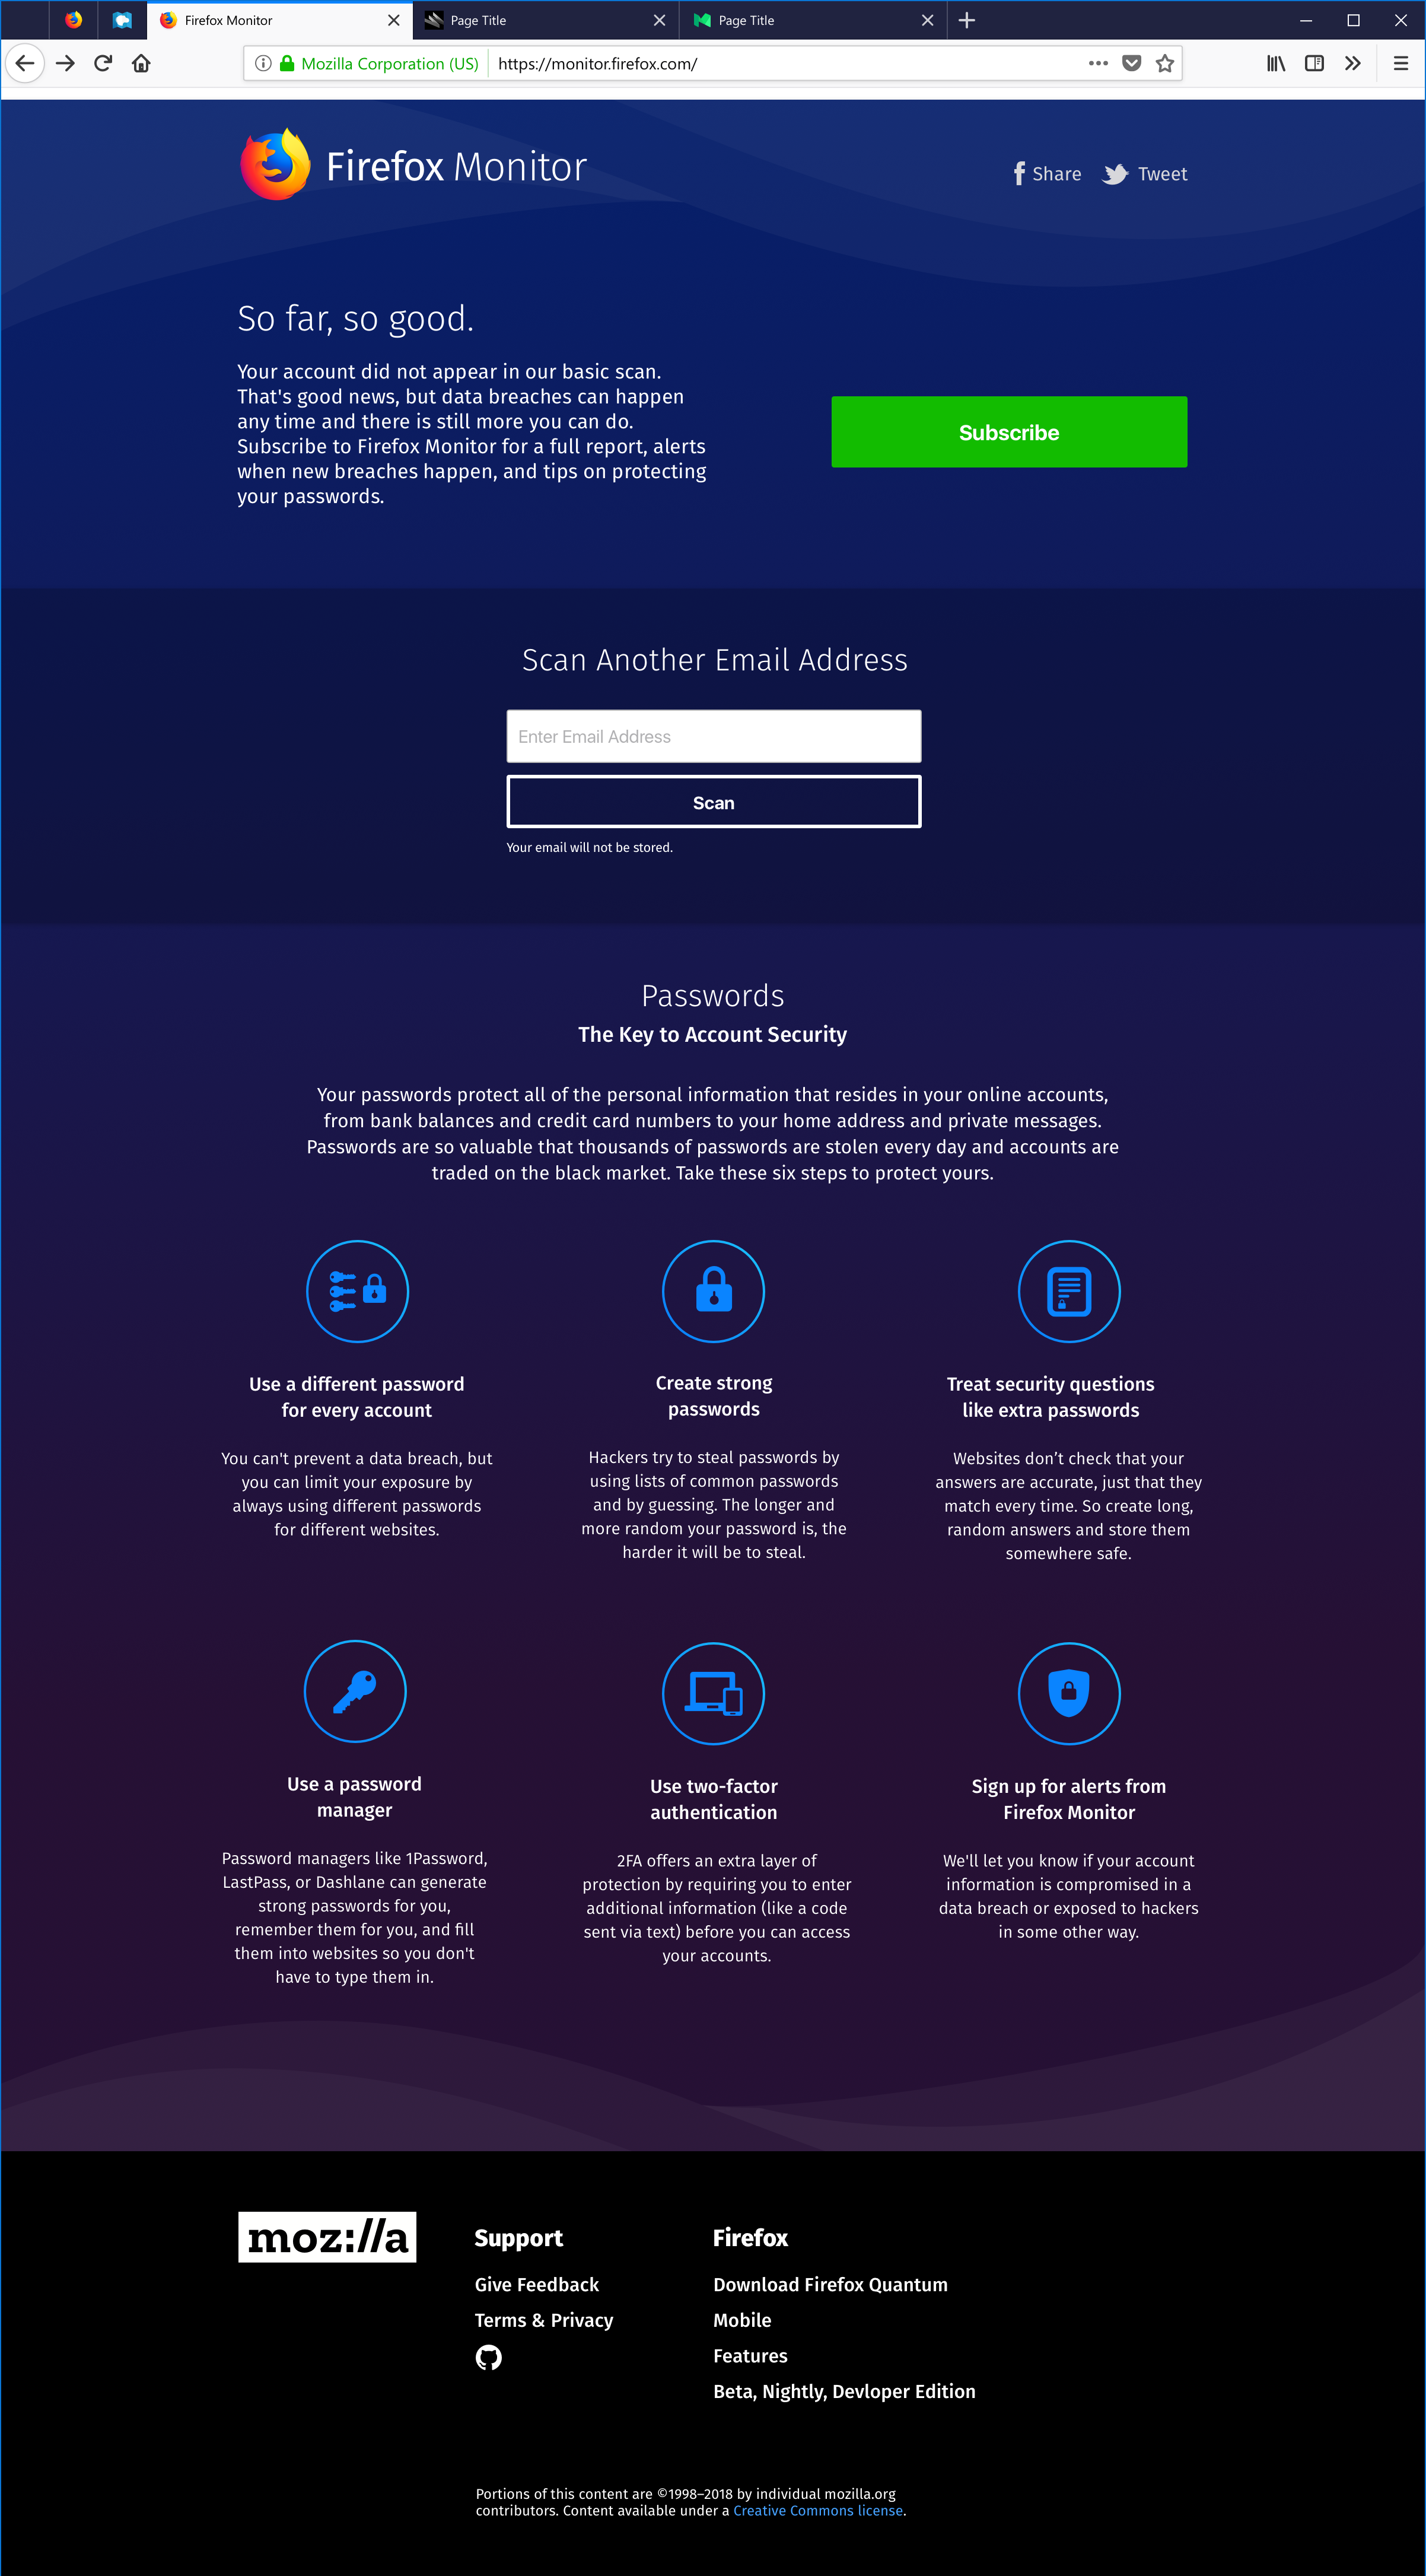 Firefox Monitor
Page Title
Page Title
Mozilla Corporation (US)
https://monitor.firefox.com/
Firefox Monitor
Share
Tweet
So far, so good.
Your account did not appear in our basic scan.
That's good news, but data breaches can happen
any time and there is still more you can do.
Subscribe to Firefox Monitor for a full report, alerts
when new breaches happen, and tips on protecting
your passwords.
Subscribe
Scan Another Email Address
Enter Email Address
Scan
Your email will not be stored.
Passwords
The Key to Account Security
Your passwords protect all of the personal information that resides in your online accounts,
from bank balances and credit card numbers to your home address and private messages.
Passwords are so valuable that thousands of passwords are stolen every day and accounts are
traded on the black market. Take these six steps to protect yours.
Use a different password
for every account
You can't prevent a data breach, but
you can limit your exposure by
always using different passwords
for different websites.
Create strong
passwords
Hackers try to steal passwords by
using lists of common passwords
and by guessing. The longer and
more random your password is, the
harder it will be to steal.
Treat security questions
like extra passwords
Websites don’t check that your
answers are accurate, just that they
match every time. So create long,
random answers and store them
somewhere safe.
Use a password
manager
Password managers like 1Password,
LastPass, or Dashlane can generate
strong passwords for you,
remember them for you, and fill
them into websites so you don't
have to type them in.
Use two-factor
authentication
2FA offers an extra layer of
protection by requiring you to enter
additional information (like a code
sent via text) before you can access
your accounts.
Sign up for alerts from
Firefox Monitor
We'll let you know if your account
information is compromised in a
data breach or exposed to hackers
in some other way.
moz://a
Support
Give Feedback
Terms & Privacy
Firefox
Download Firefox Quantum
Mobile
Features
Beta, Nightly, Devloper Edition
Portions of this content are ©1998–2018 by individual mozilla.org
contributors. Content available under a Creative Commons license.